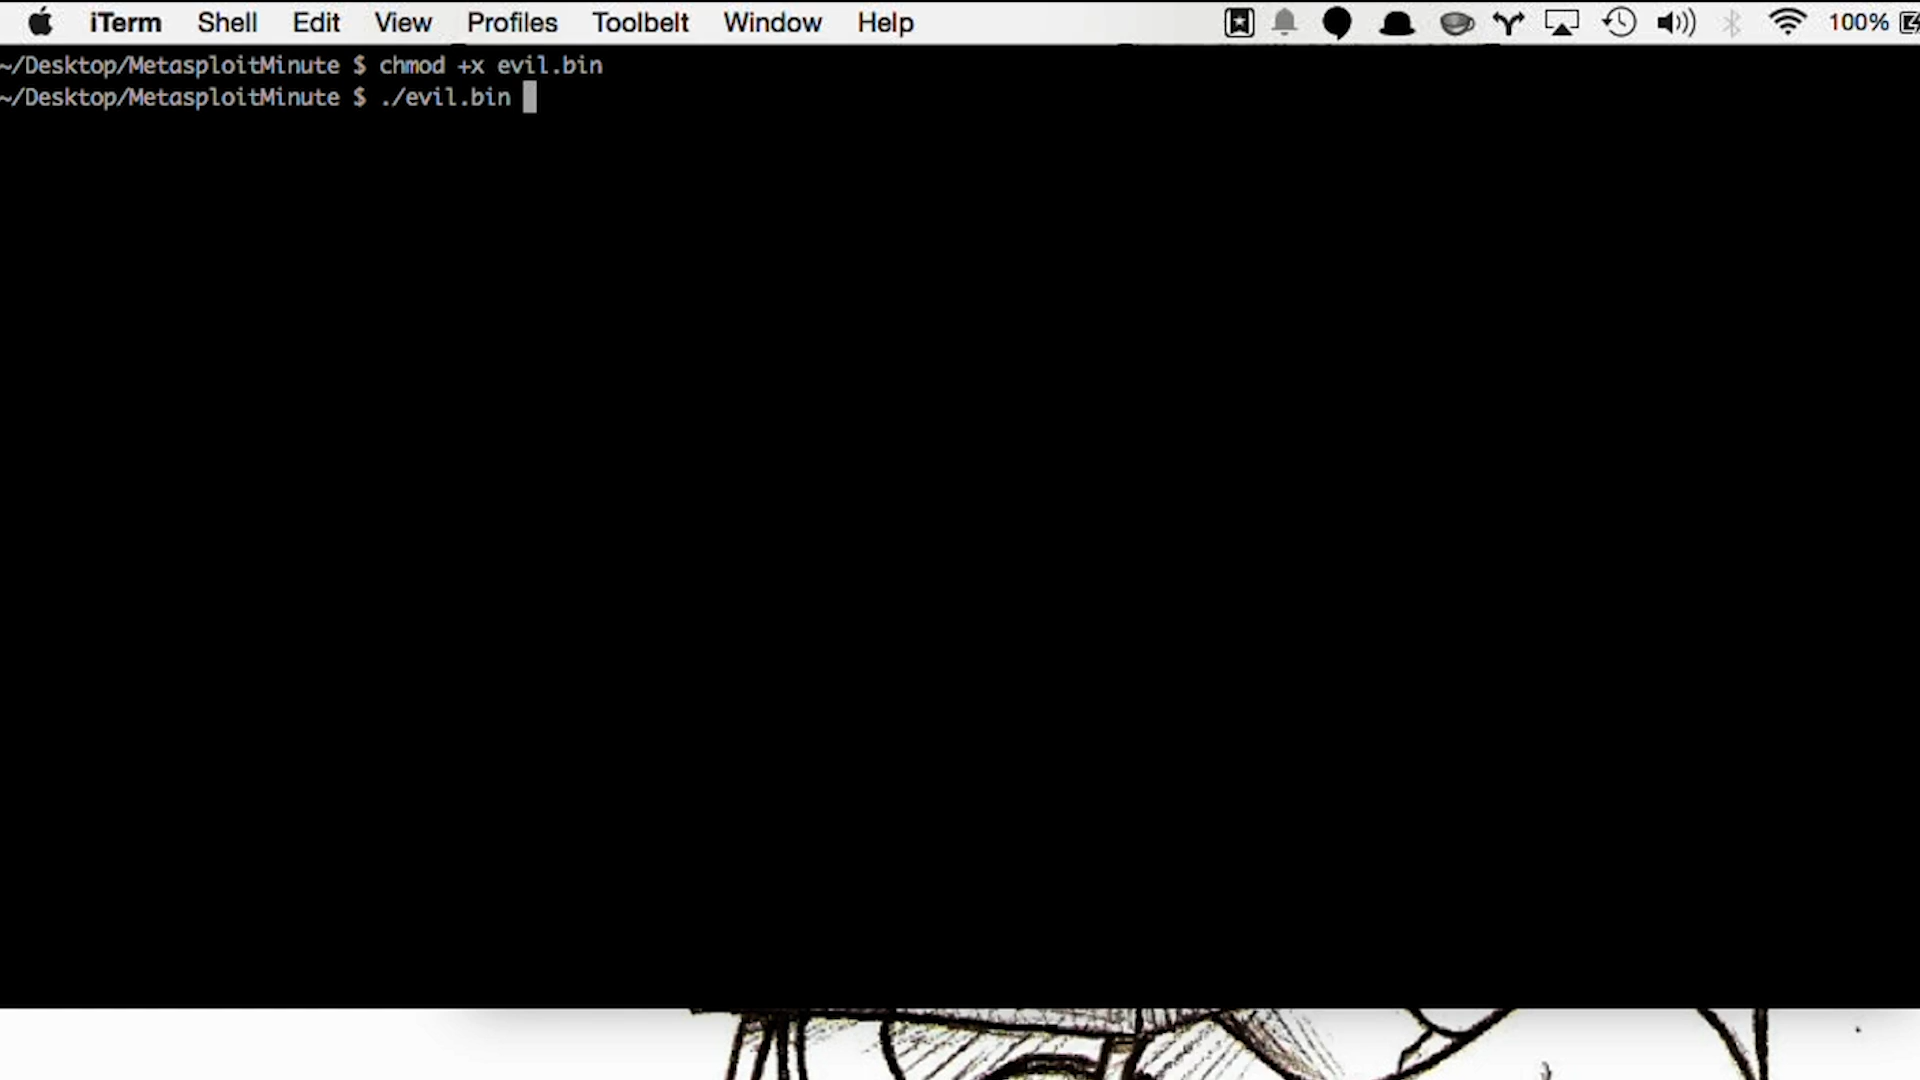 iTerm Shell Edit View Profiles Toolbelt Window Help 100%
~/Desktop/MetasploitMinute $ chmod +x evil.bin
~/Desktop/MetasploitMinute $ ./evil.bin